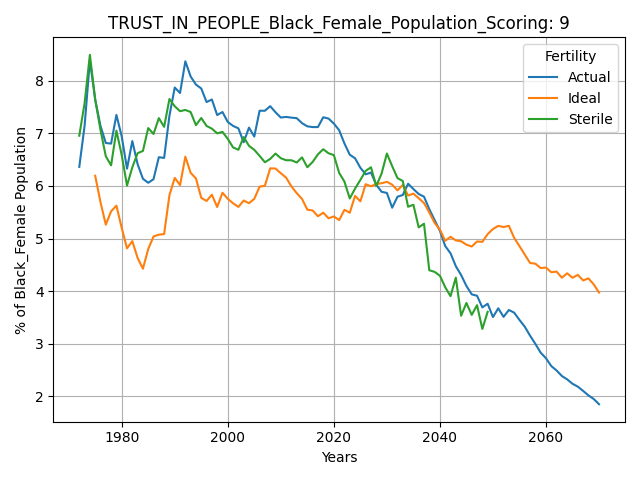 TRUST_IN_PEOPLE_Black_Female_Population_Scoring: 9
Fertility
Actual
Ideal
Sterile
% of Black_Female Population
8
7
6
5
4
3
2
1980
2000
2020
2040
2060
Years